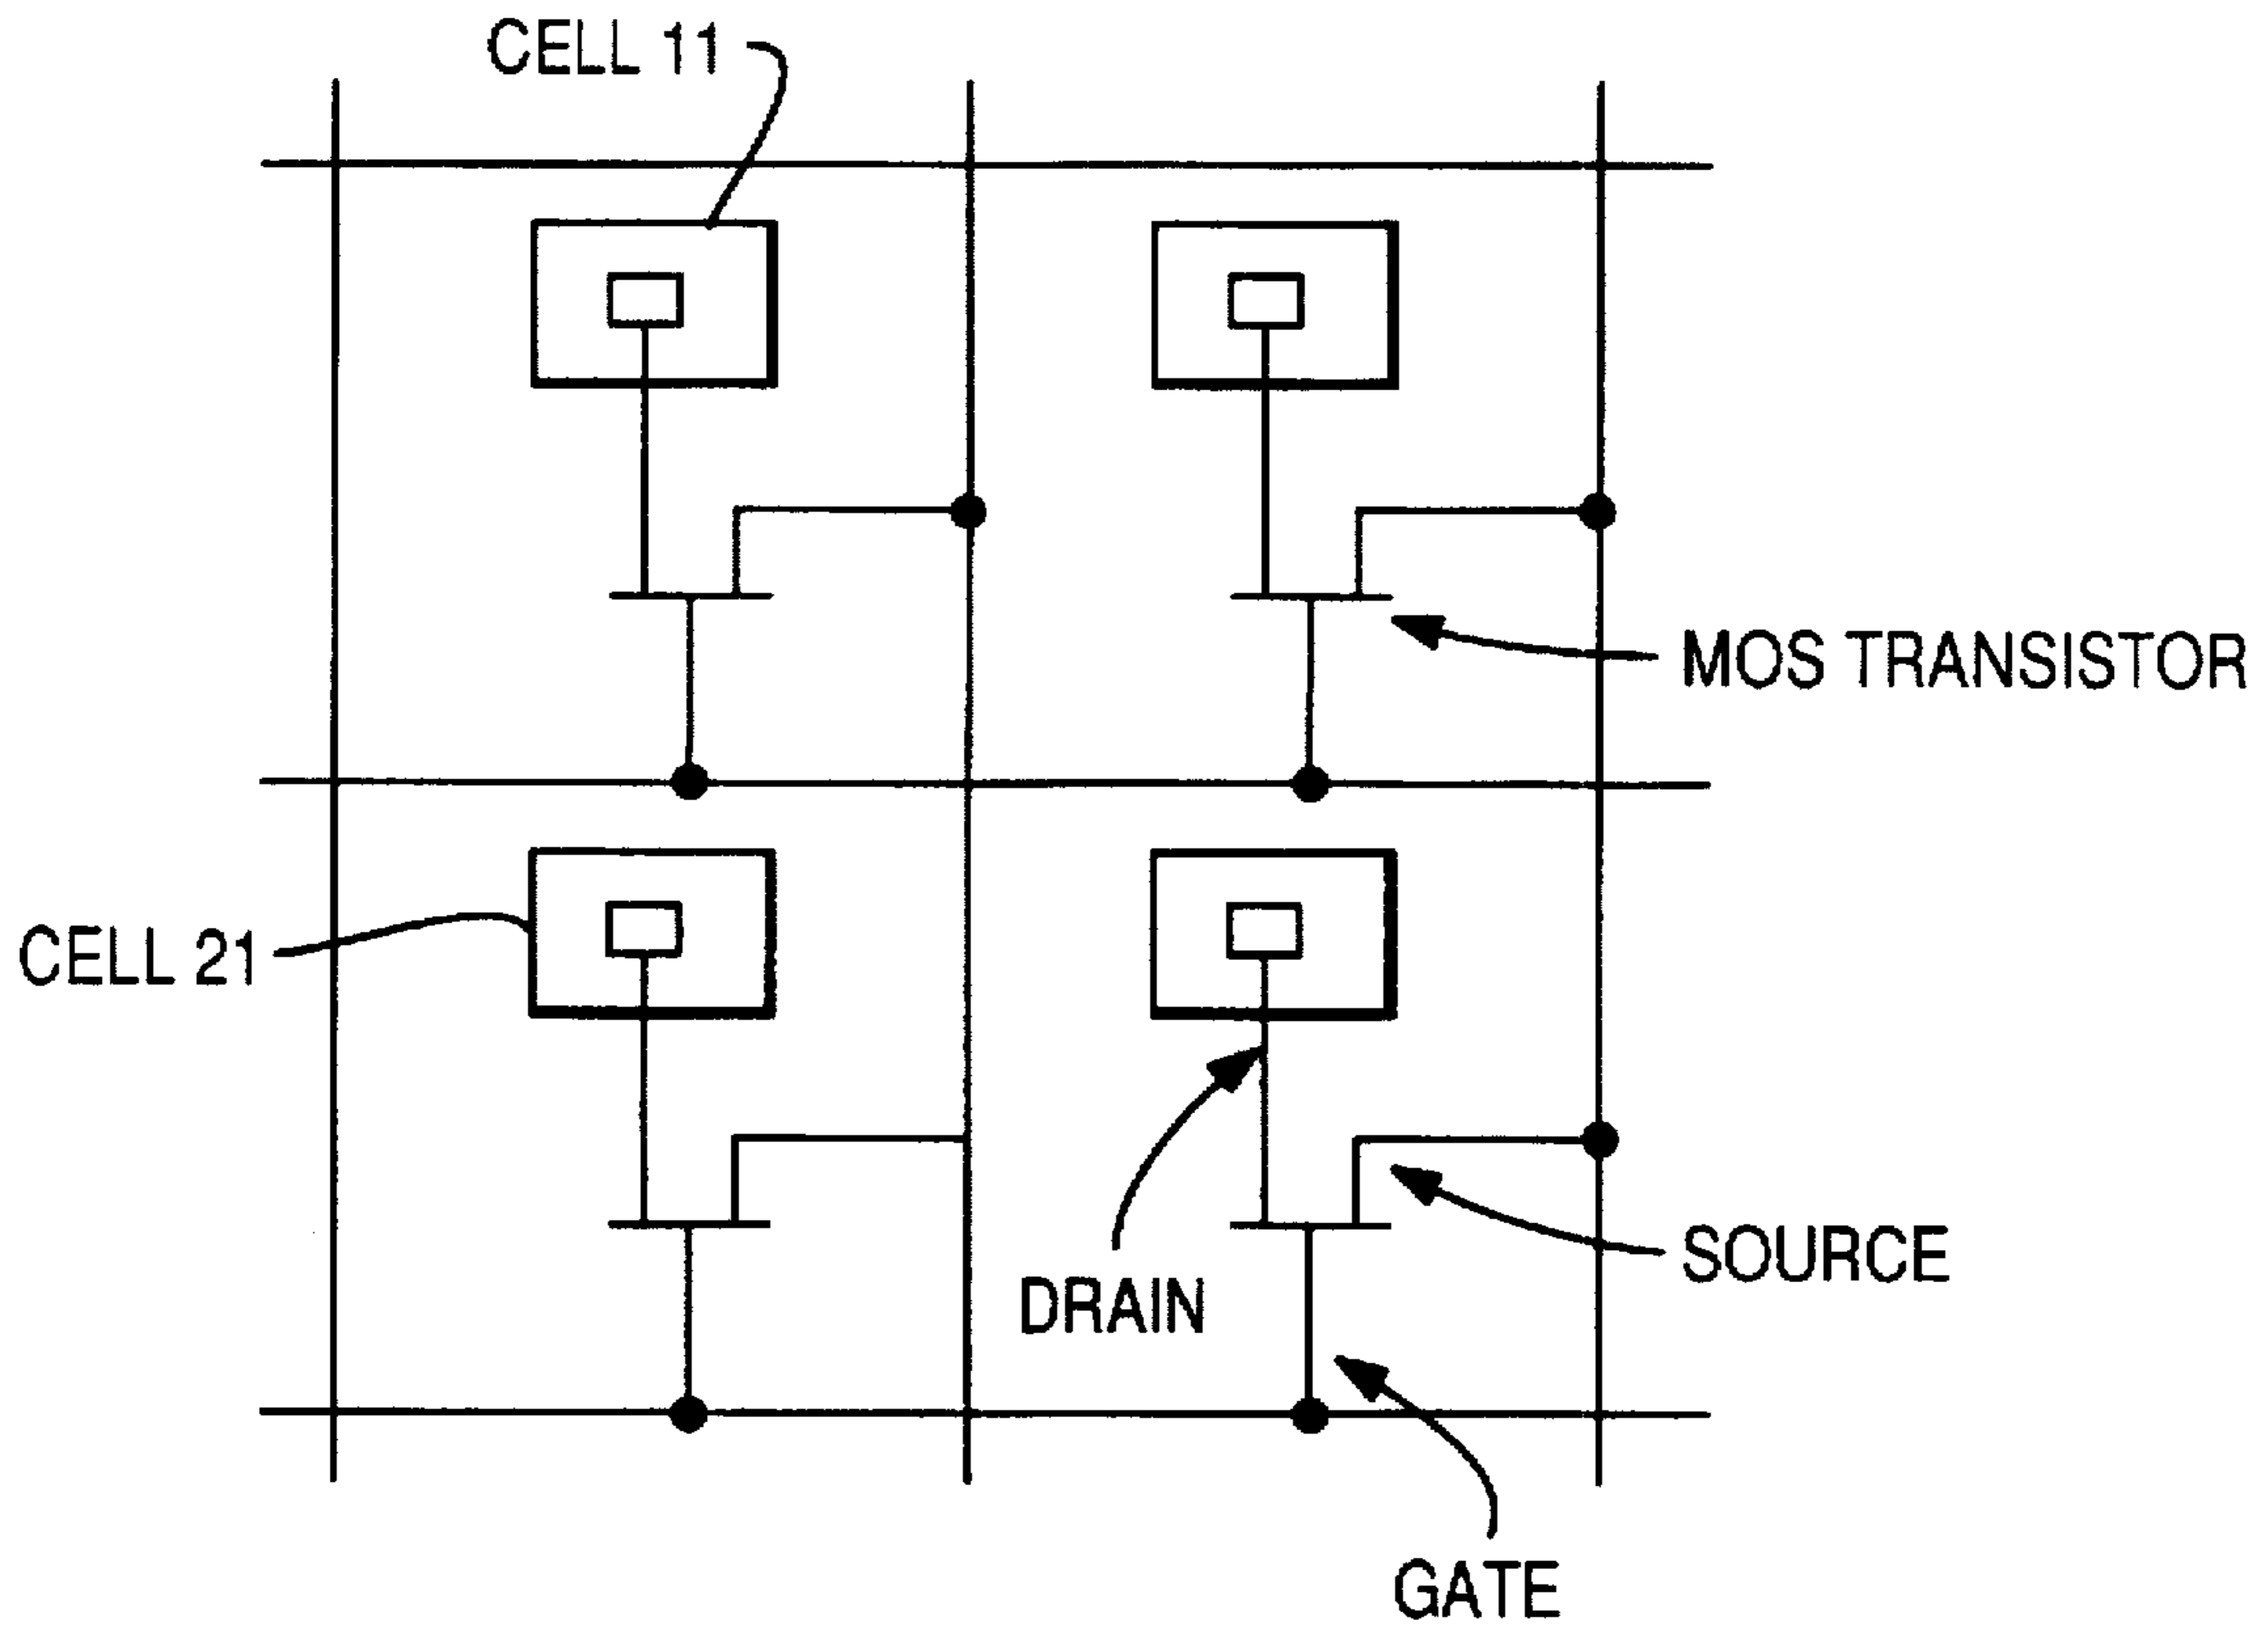 CELL 11
MOS TRANSISTOR
CELL 21
SOURCE
DRAIN
GATE